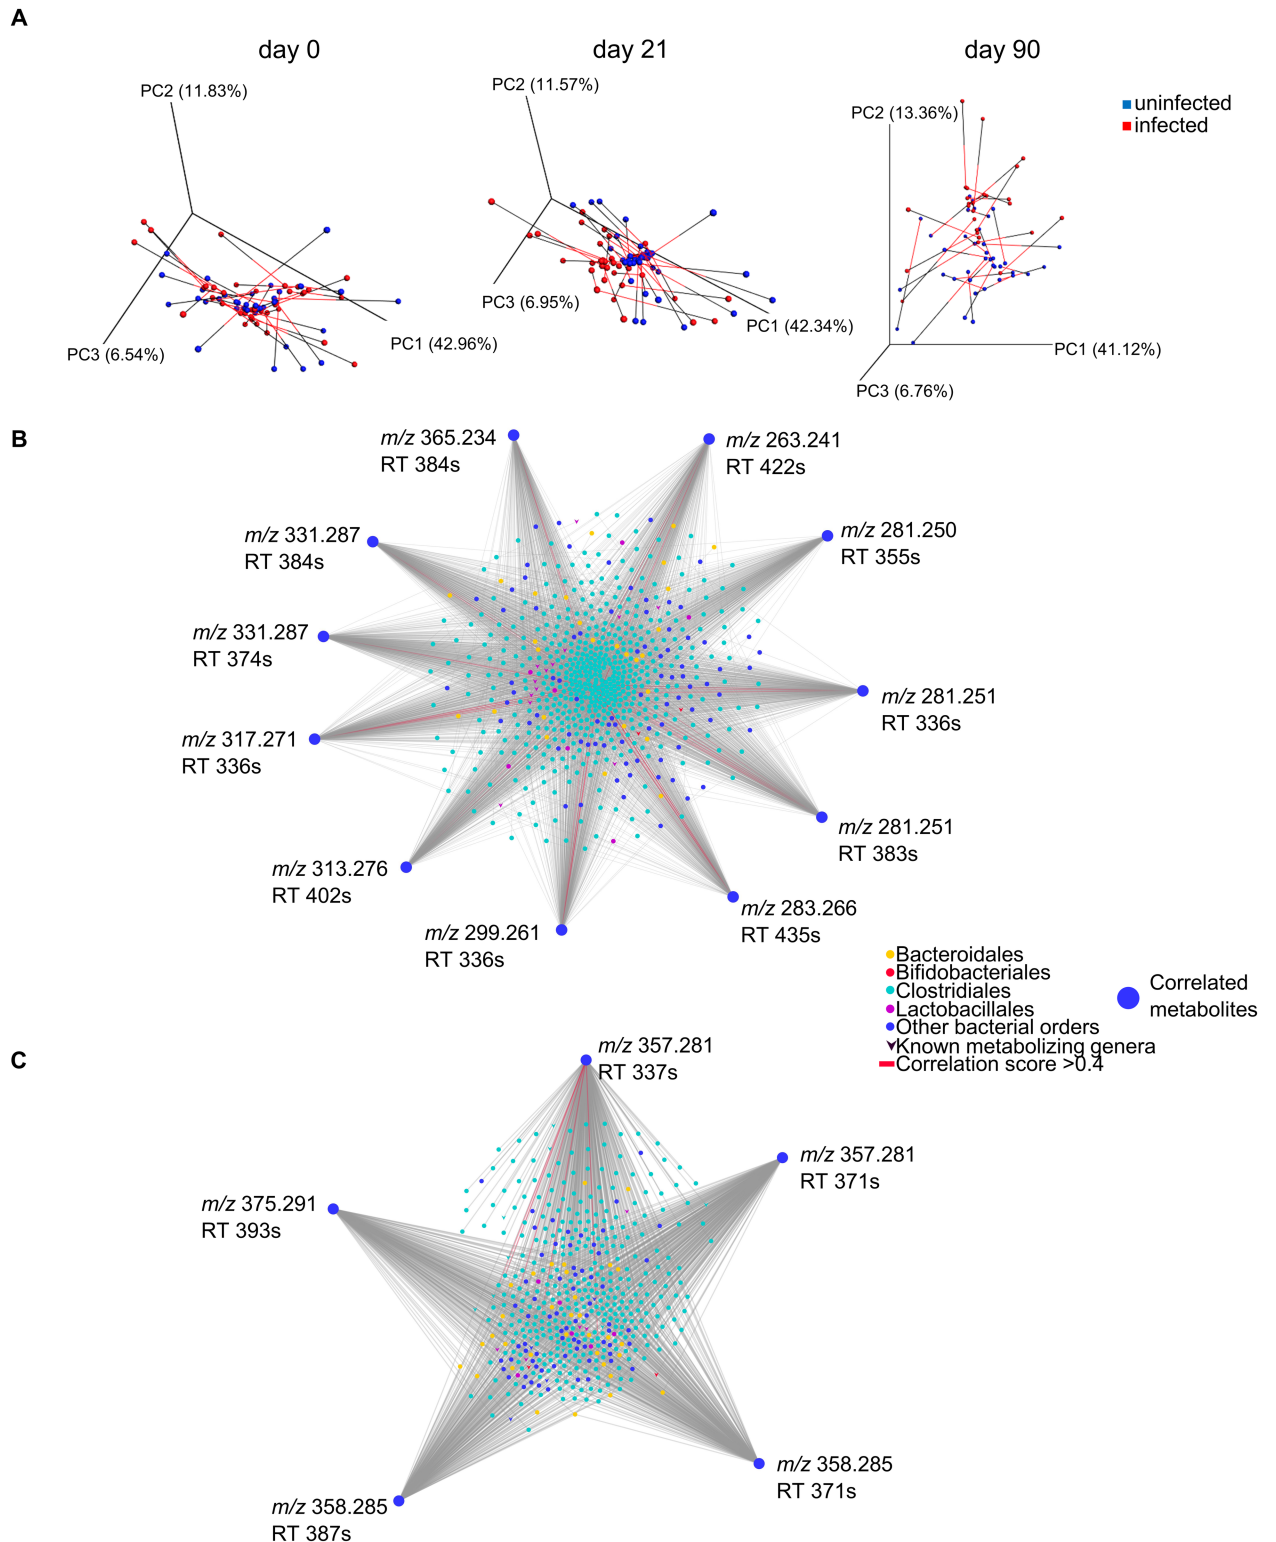 A
day 0
day 21
day 90
PC2 (11.83%)
PC3 (6.54%)
PC1 (42.96%)
PC2 (11.57%)
PC3 (6.95%)
PC1 (42.34%)
PC2 (13.36%)
PC1 (41.12%)
PC3 (6.76%)
uninfected
infected
B
m/z 365.234
RT 384s
m/z 263.241
RT 422s
m/z 331.287
RT 384s
m/z 281.250
RT 355s
m/z 331.287
RT 374s
m/z 281.251
RT 336s
m/z 317.271
RT 336s
m/z 281.251
RT 383s
m/z 313.276
RT 402s
m/z 283.266
RT 435s
m/z 299.261
RT 336s
Bacteroidales
Bifidobacteriales
Clostridiales
Lactobacillales
Other bacterial orders
Known metabolizing genera
Correlation score >0.4
Correlated
metabolites
C
m/z 357.281
RT 337s
m/z 357.281
RT 371s
m/z 375.291
RT 393s
m/z 358.285
RT 371s
m/z 358.285
RT 387s